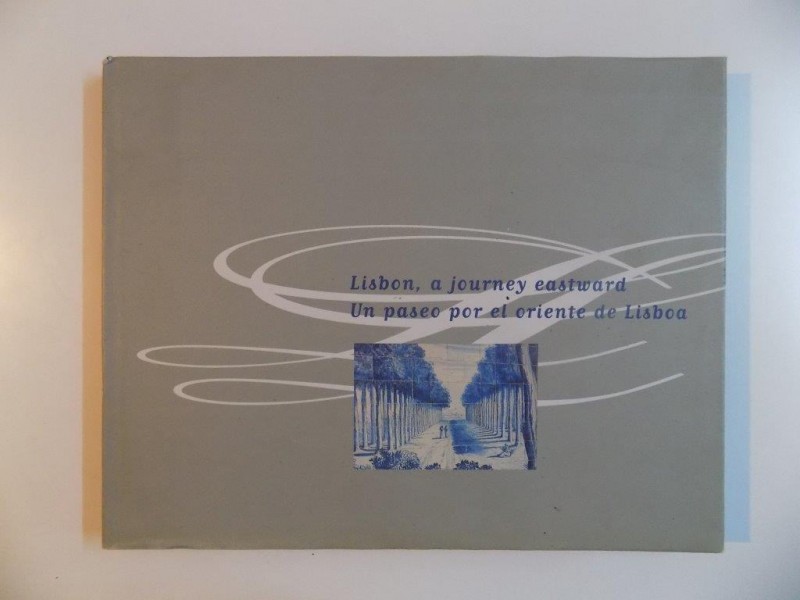 Lisbon, a journey eastward
Un paseo por el oriente de Lisboa